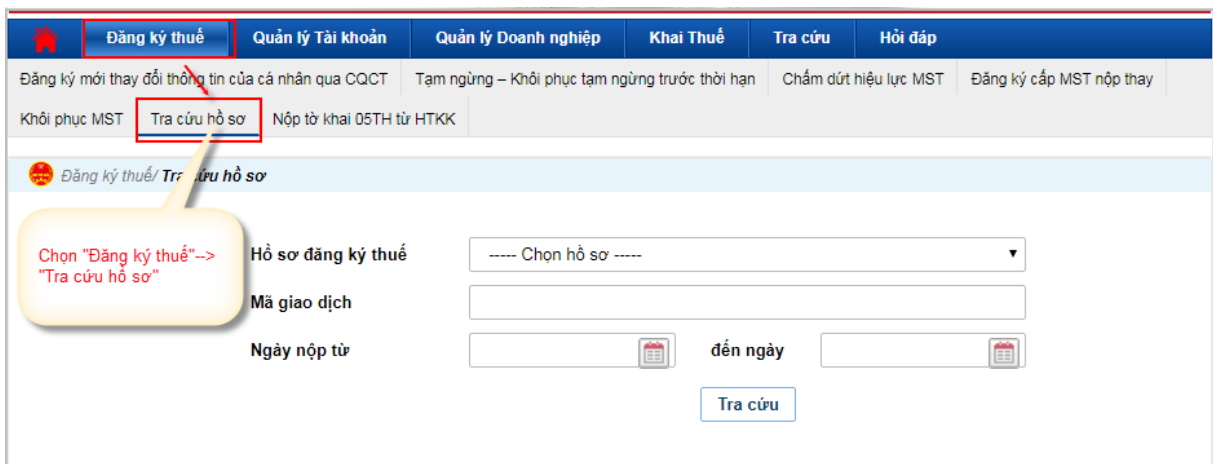 Đăng ký thuế Quản lý Tài khoản Quản lý Doanh nghiệp Khai Thuế Tra cứu Hỏi đáp
Đăng ký mới thay đổi thông tin của cá nhân qua CQCT Tạm ngừng – Khôi phục tạm ngừng trước thời hạn Chấm dứt hiệu lực MST Đăng ký cấp MST nộp thay
Khôi phục MST Tra cứu hồ sơ Nộp tờ khai 05TH từ HTKK
Đăng ký thuế/ Tra cứu hồ sơ
Chọn "Đăng ký thuế"-->
"Tra cứu hồ sơ"
Hồ sơ đăng ký thuế ----- Chọn hồ sơ -----
Mã giao dịch
Ngày nộp từ đến ngày
Tra cứu